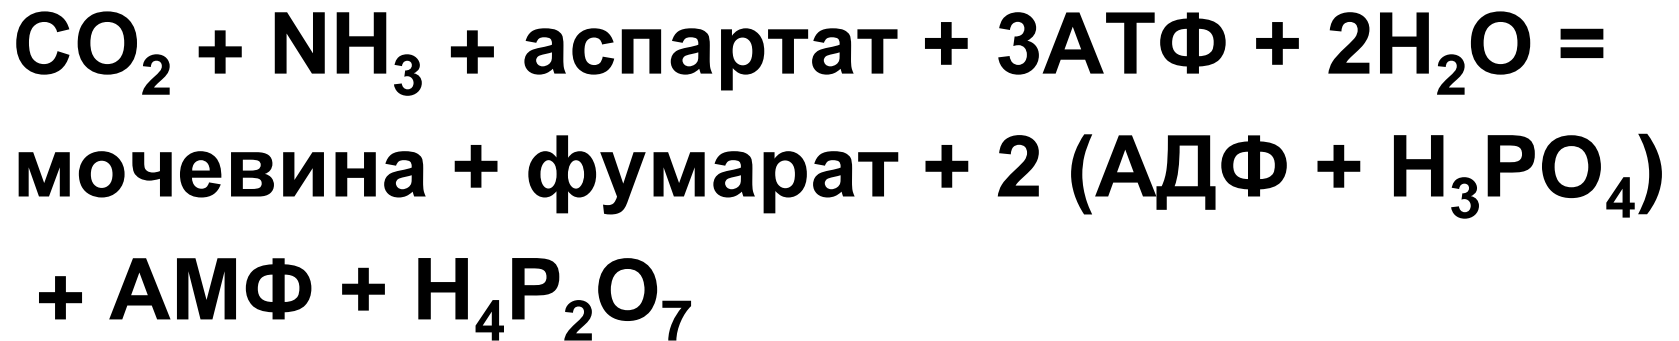 CO₂ + NH₃ + аспартат + 3АТФ + 2H₂O =
мочевина + фумарат + 2 (АДФ + H₃PO₄)
+ АМФ + H₄P₂O₇